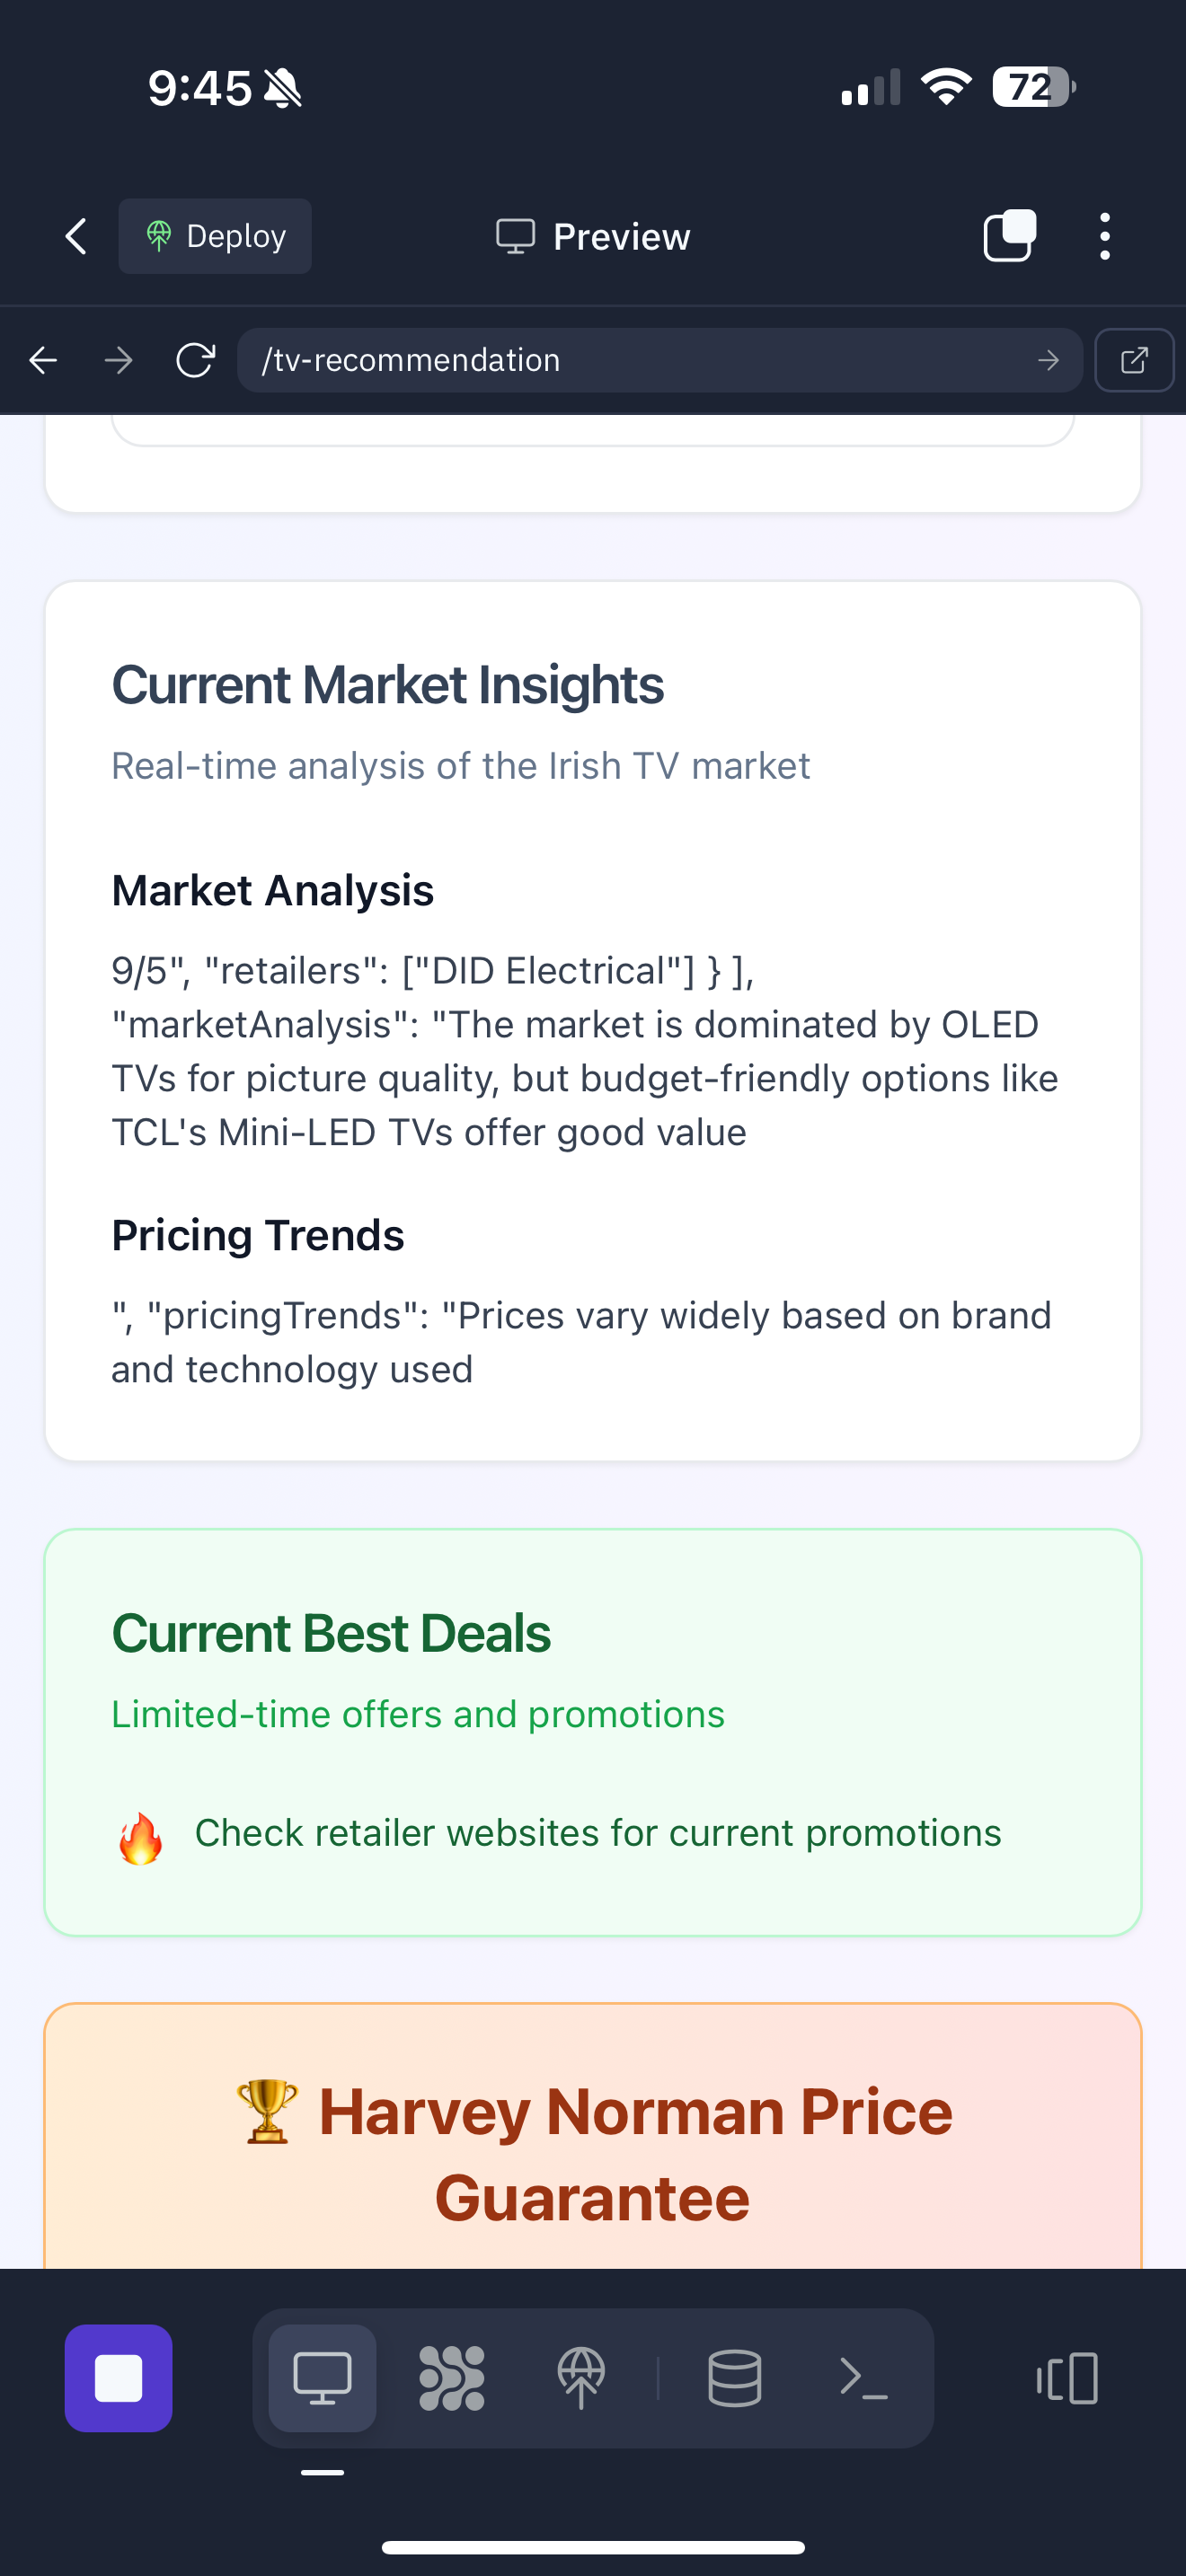 9:45
72
Deploy
Preview
/tv-recommendation
Current Market Insights
Real-time analysis of the Irish TV market
Market Analysis
9/5", "retailers": ["DID Electrical"] } ],
"marketAnalysis": "The market is dominated by OLED
TVs for picture quality, but budget-friendly options like
TCL's Mini-LED TVs offer good value
Pricing Trends
", "pricingTrends": "Prices vary widely based on brand
and technology used
Current Best Deals
Limited-time offers and promotions
🔥 Check retailer websites for current promotions
🏆 Harvey Norman Price
Guarantee